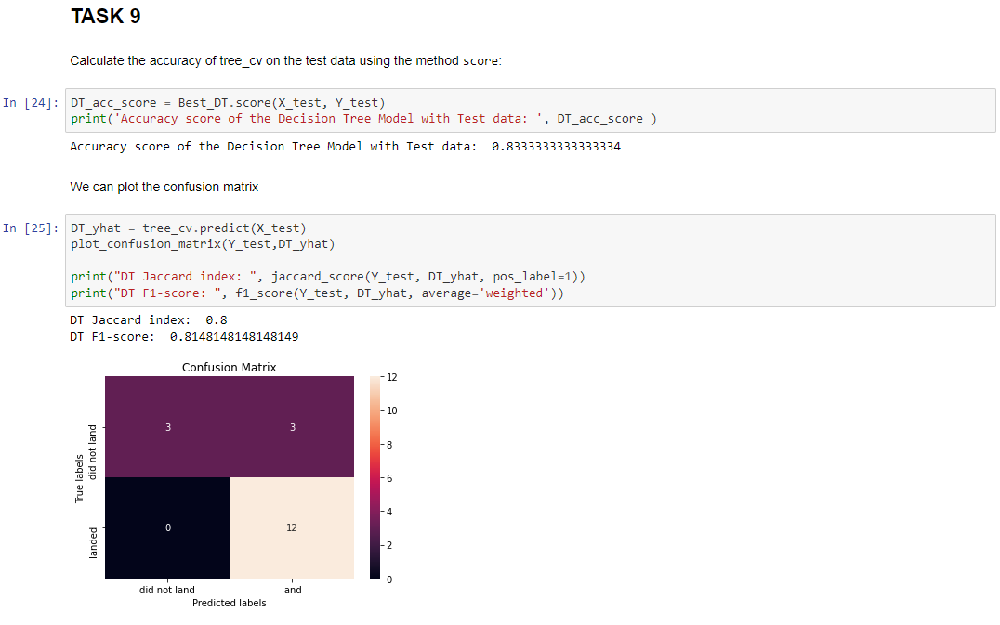 TASK 9
Calculate the accuracy of tree_cv on the test data using the method score:
In [24]: DT_acc_score = Best_DT.score(X_test, Y_test)
print('Accuracy score of the Decision Tree Model with Test data: ', DT_acc_score )
Accuracy score of the Decision Tree Model with Test data:  0.8333333333333334
We can plot the confusion matrix
In [25]: DT_yhat = tree_cv.predict(X_test)
plot_confusion_matrix(Y_test,DT_yhat)
print("DT Jaccard index: ", jaccard_score(Y_test, DT_yhat, pos_label=1))
print("DT F1-score: ", f1_score(Y_test, DT_yhat, average='weighted'))
DT Jaccard index:  0.8
DT F1-score:  0.8148148148148149
Confusion Matrix
True labels
did not land
landed
3 3
0 12
did not land land
Predicted labels
12
10
8
6
4
2
0